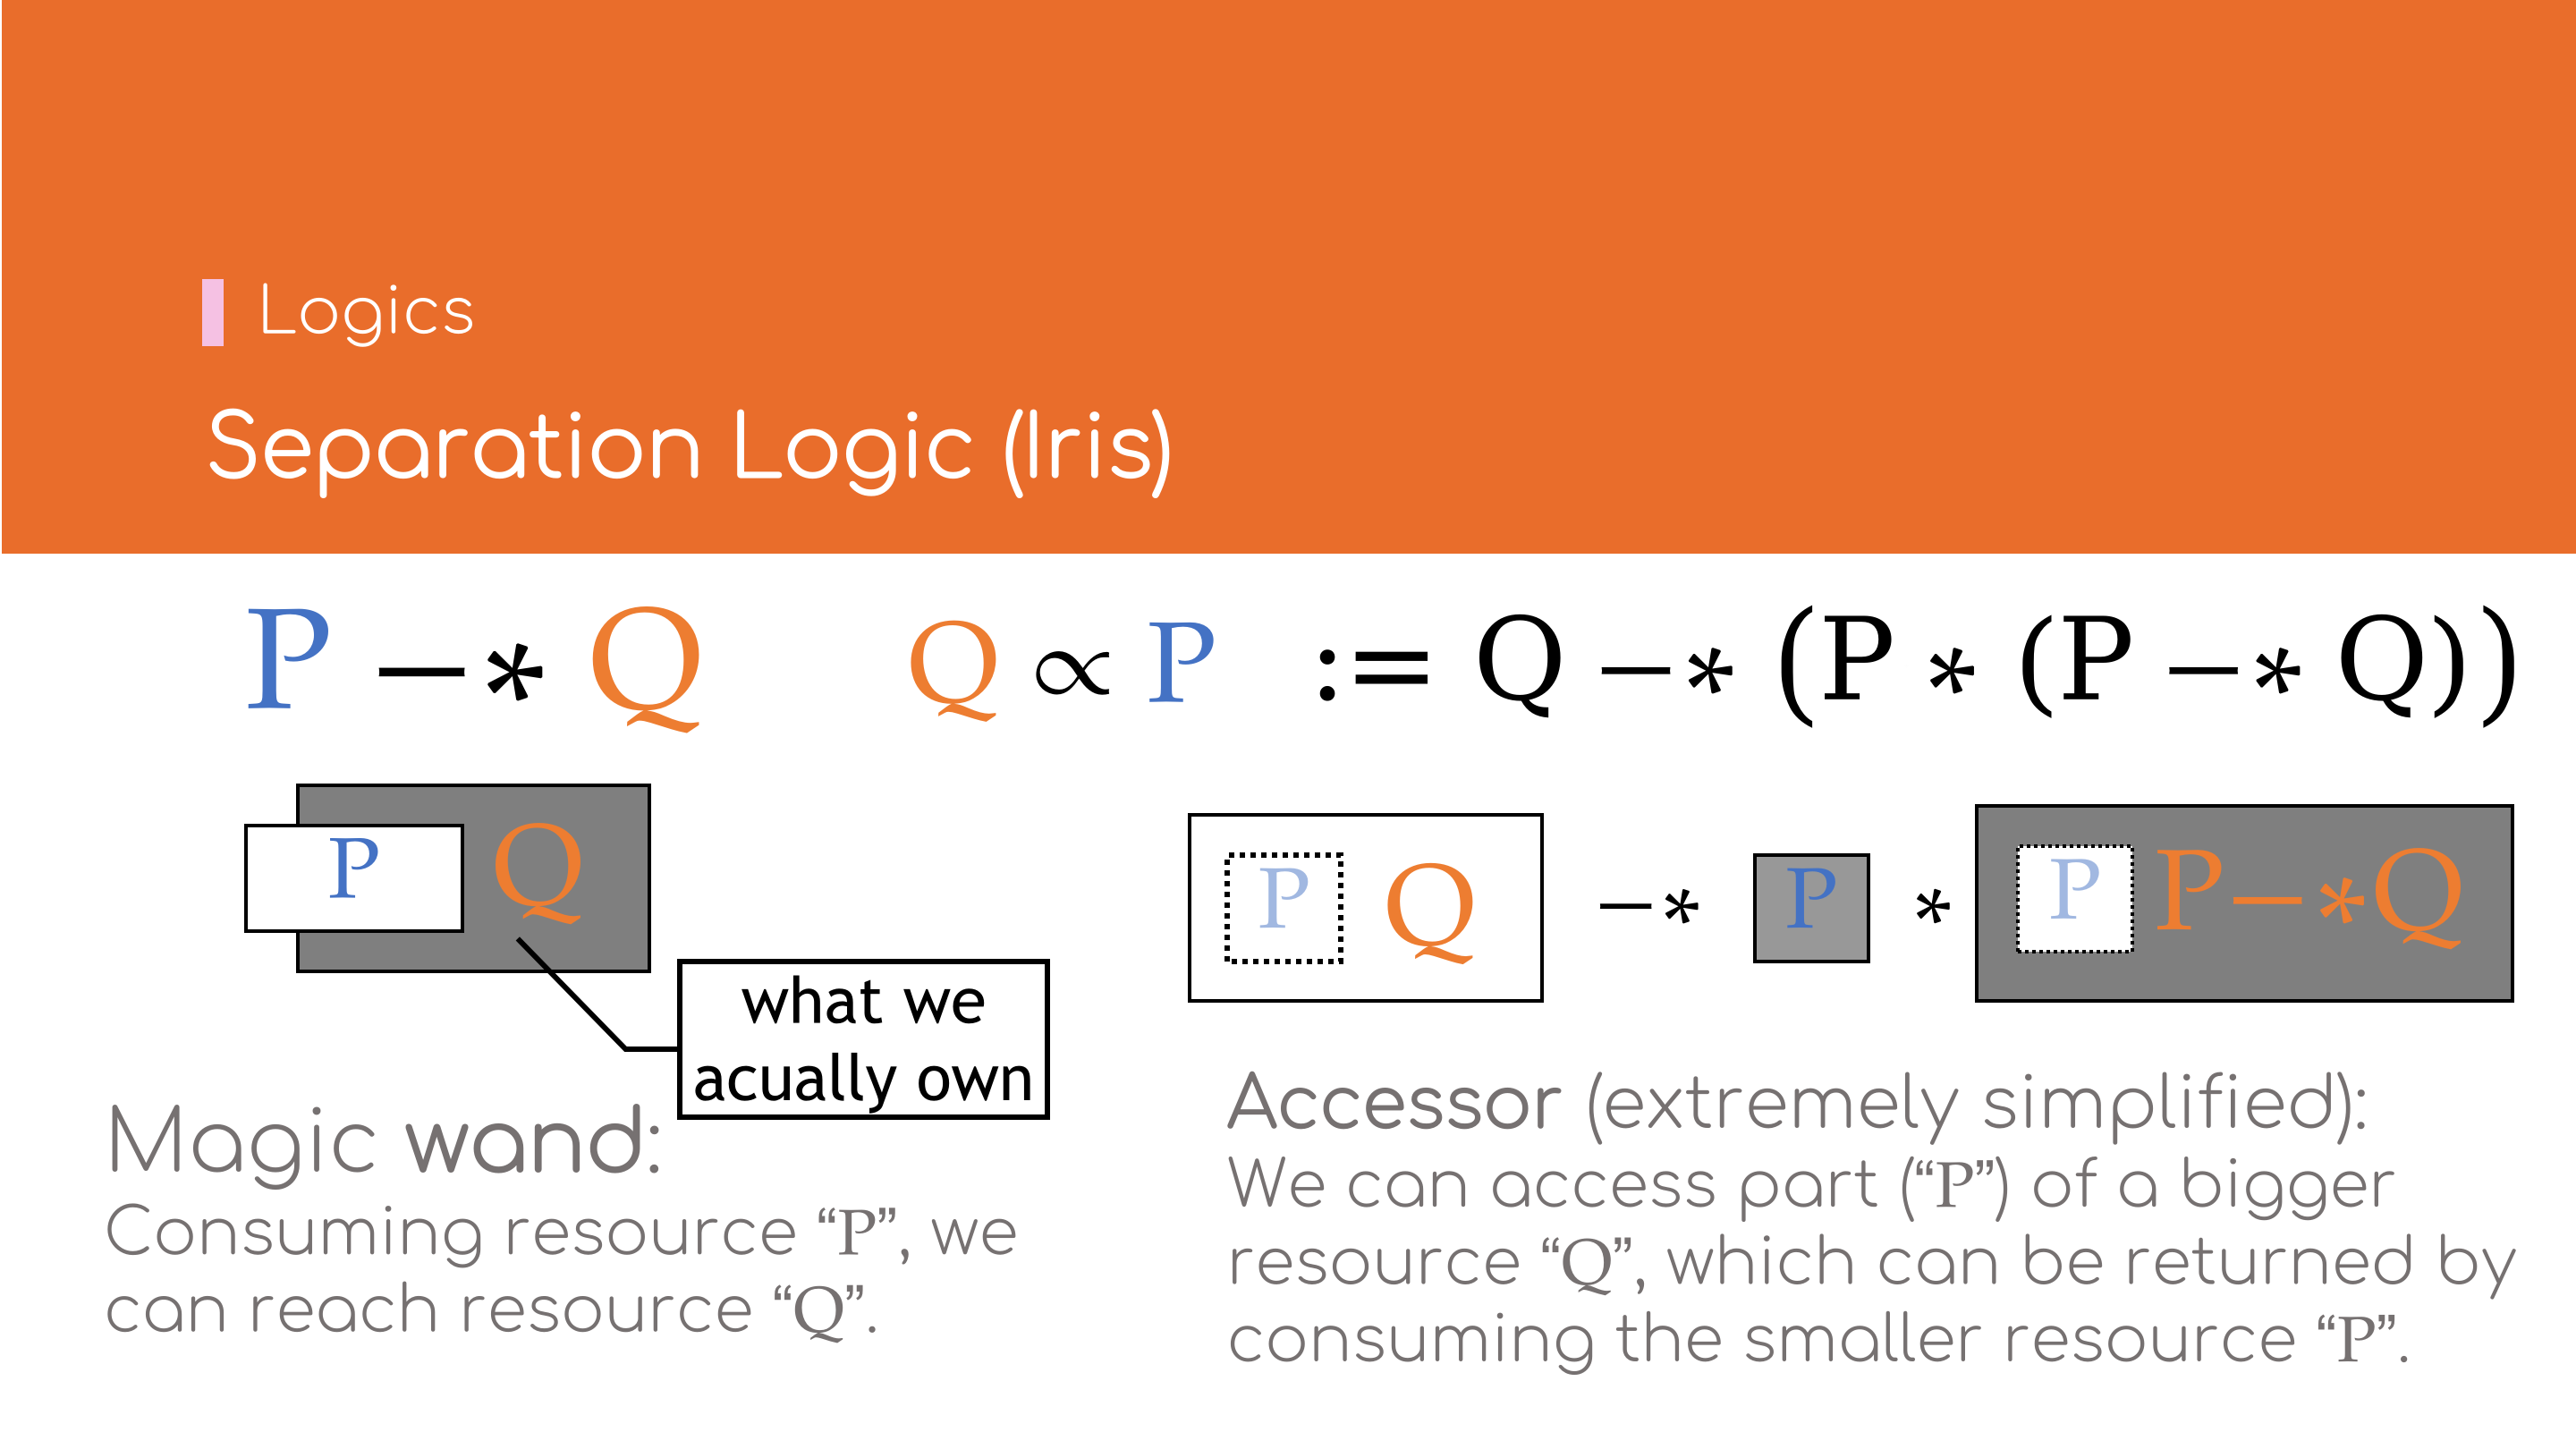 Logics
Separation Logic (Iris)
P −∗ Q
Q ∝ P := Q −∗ (P ∗ (P −∗ Q))
P Q
what we
acually own
P Q −∗ P ∗ P P−∗Q
Magic wand:
Consuming resource “P”, we
can reach resource “Q”.
Accessor (extremely simplified):
We can access part (“P”) of a bigger
resource “Q”, which can be returned by
consuming the smaller resource “P”.